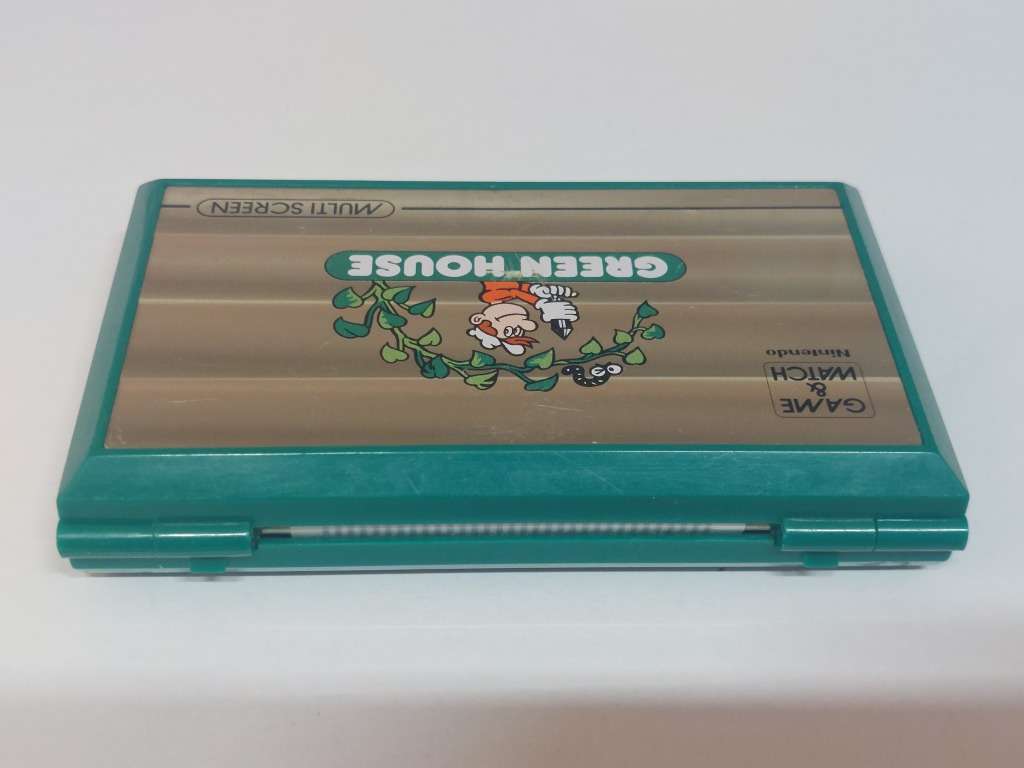 GAME
&
WATCH
Nintendo
GREEN HOUSE
MULTI SCREEN